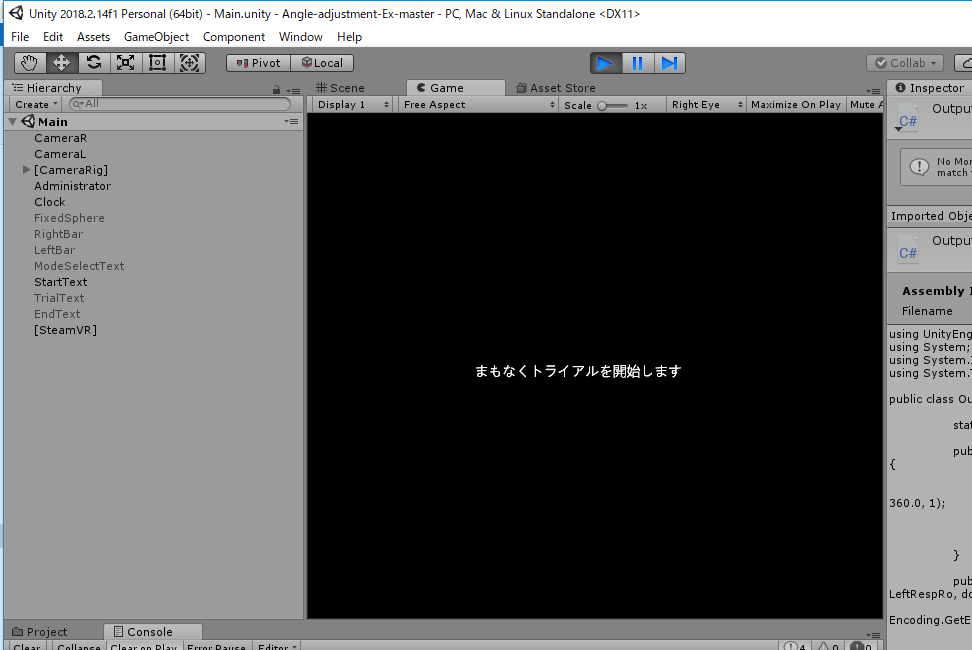 Unity 2018.2.14f1 Personal (64bit) - Main.unity - Angle-adjustment-Ex-master - PC, Mac & Linux Standalone <DX11>
File Edit Assets GameObject Component Window Help
Pivot Local Collab
Hierarchy
Scene Game Asset Store
Inspector
Create All
Display 1 Free Aspect Scale 1x Right Eye Maximize On Play Mute A
Main
CameraR
CameraL
[CameraRig]
Administrator
Clock
FixedSphere
RightBar
LeftBar
ModeSelectText
StartText
TrialText
EndText
[SteamVR]
まもなくトライアルを開始します
C# Output
No Mon
match
Imported Obje
C# Output
Assembly I
Filename
using UnityEng
using System;
using System.
using System.T
public class Ou
stat
pub
{
360.0, 1);
}
pub
LeftRespRo, do
Encoding.GetE
Project Console
Clear Collapse Clear on Play Error Pause Editor 4 0 0